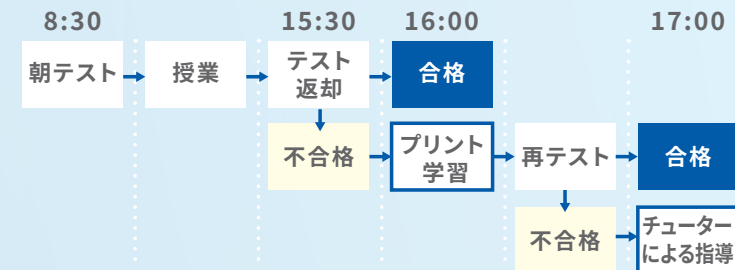 8:30 15:30 16:00 17:00
朝テスト 授業 テスト 合格
返却
不合格 プリント 再テスト 合格
学習
不合格 チューター
による指導